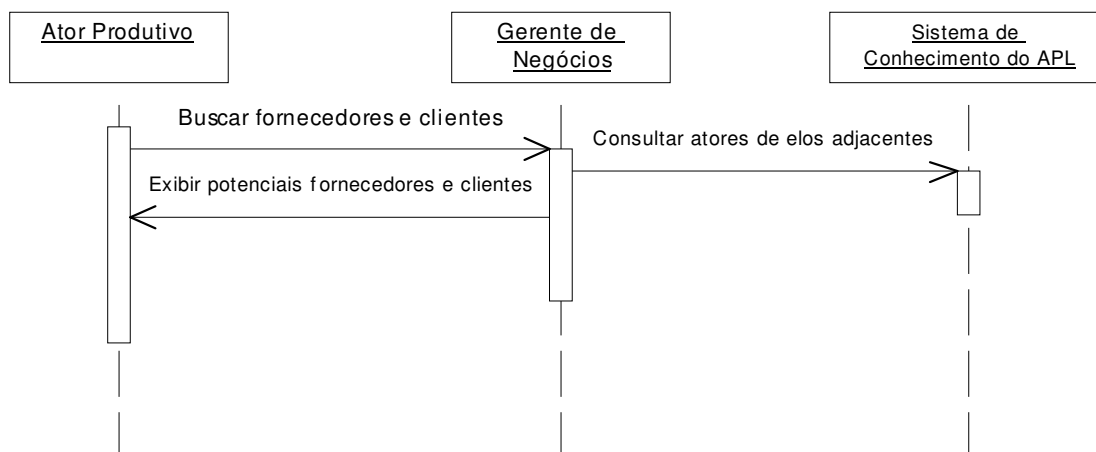 Ator Produtivo
Gerente de
Negócios
Sistema de
Conhecimento do APL
Buscar fornecedores e clientes
Consultar atores de elos adjacentes
Exibir potenciais fornecedores e clientes